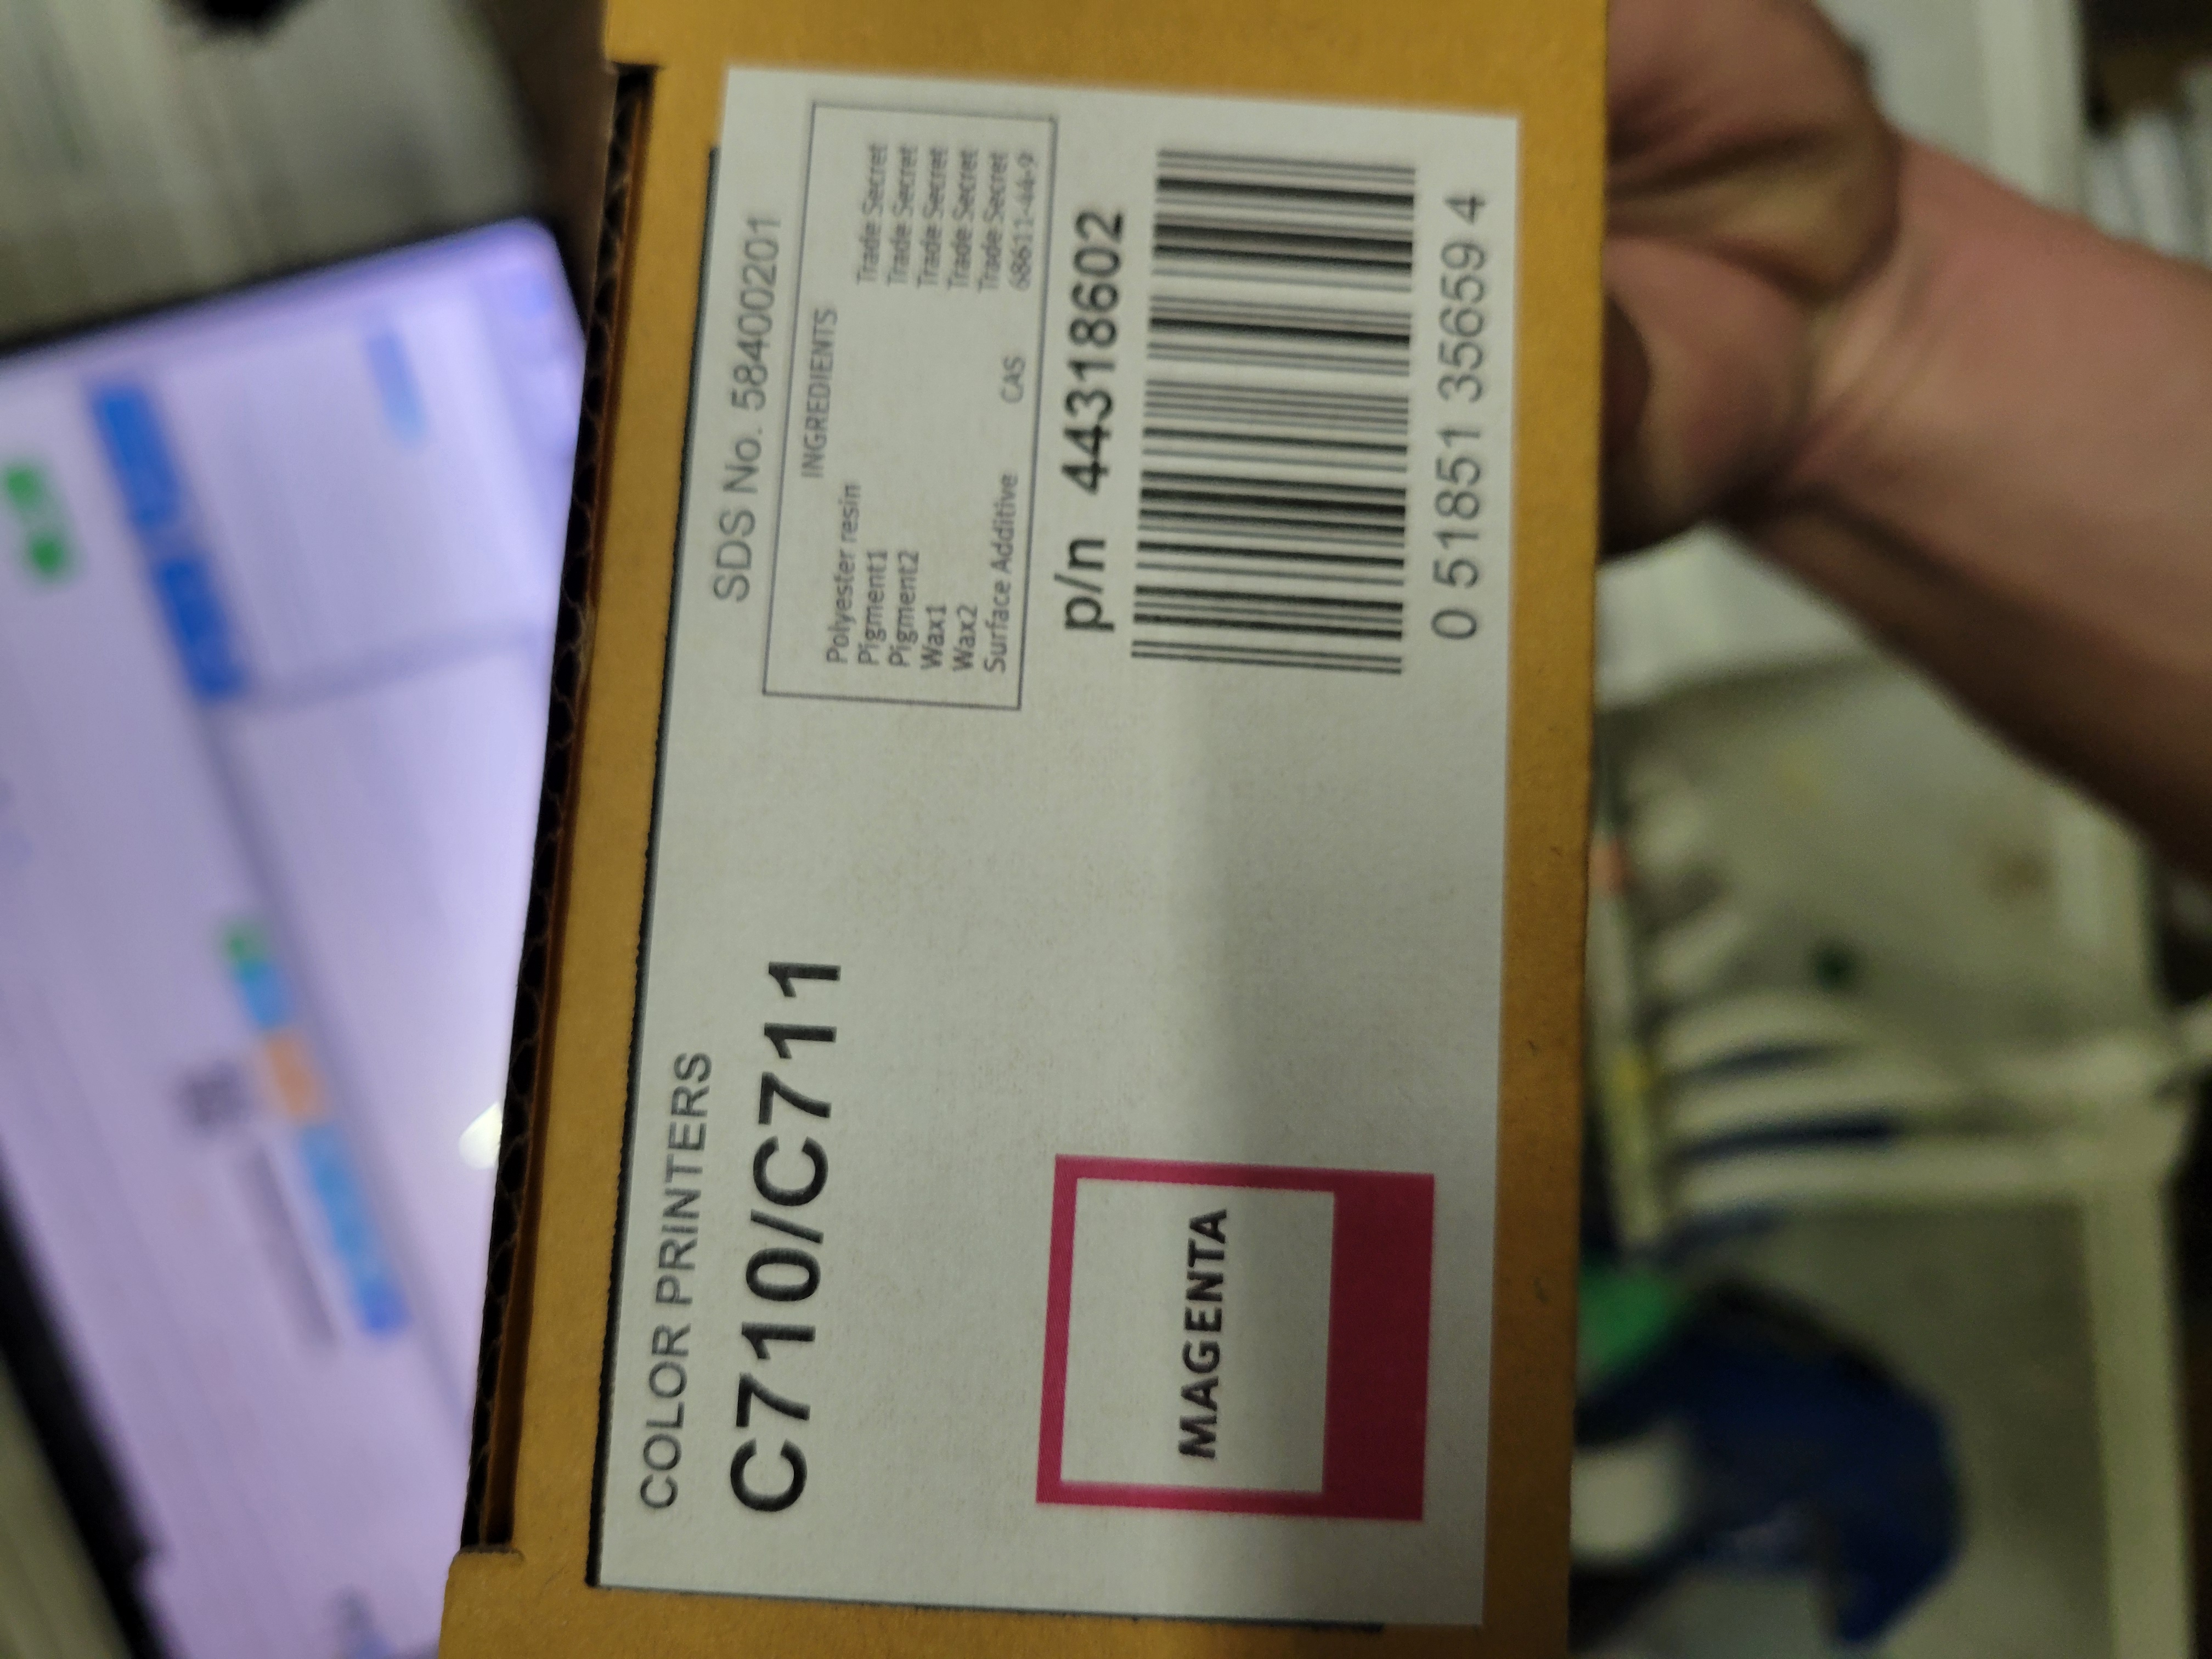 COLOR PRINTERS
C710/C711
MAGENTA
SDS No. 58400201
INGREDIENTS
Polyester resin Trade Secret
Pigment1 Trade Secret
Pigment2 Trade Secret
Wax1 Trade Secret
Wax2 Trade Secret
Surface Additive CAS 68611-44-9
p/n 44318602
0 51851 35659 4